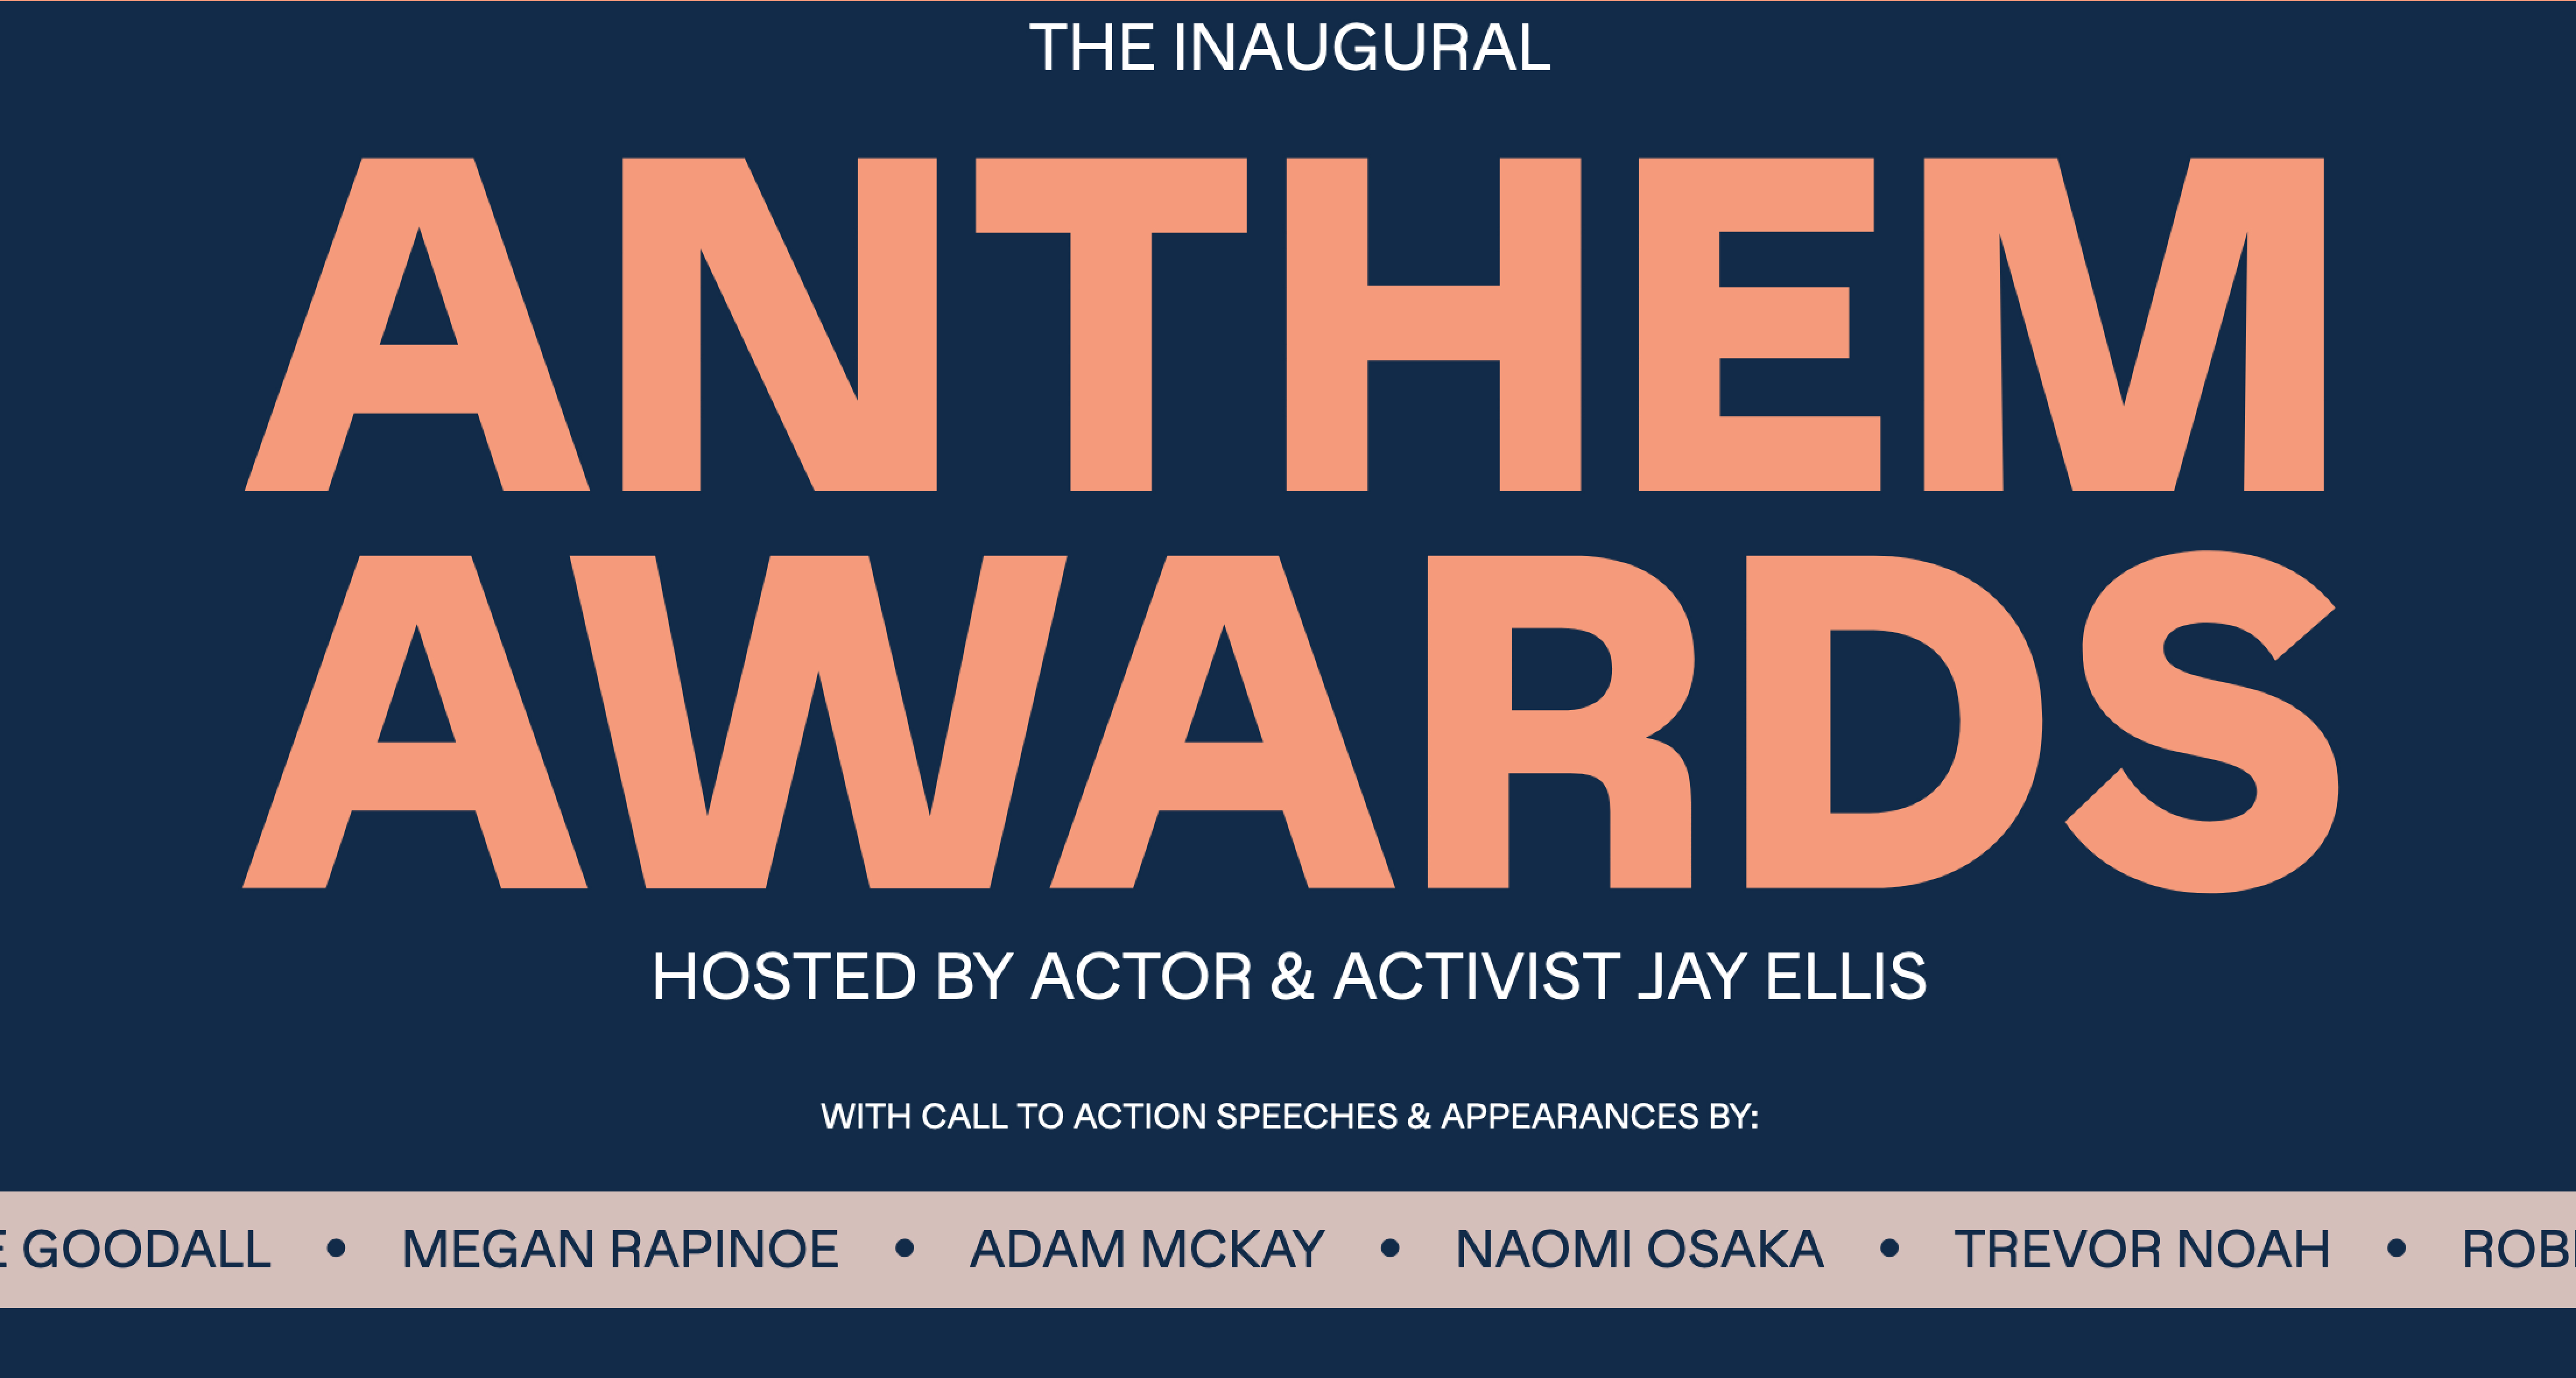 THE INAUGURAL
ANTHEM
AWARDS
HOSTED BY ACTOR & ACTIVIST JAY ELLIS
WITH CALL TO ACTION SPEECHES & APPEARANCES BY:
GOODALL • MEGAN RAPINOE • ADAM MCKAY • NAOMI OSAKA • TREVOR NOAH •